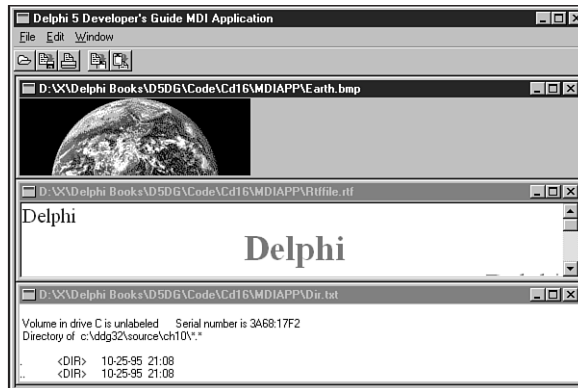 Delphi 5 Developer's Guide MDI Application
File Edit Window
D:\X\Delphi Books\D5DG\Code\Cd16\MDIAPP\Earth.bmp
D:\X\Delphi Books\D5DG\Code\Cd16\MDIAPP\Rtffile.rtf
Delphi
Delphi
D:\X\Delphi Books\D5DG\Code\Cd16\MDIAPP\Dir.txt
Volume in drive C is unlabeled Serial number is 3A68:17F2
Directory of c:\ddg32\source\ch10\*.*
. <DIR> 10-25-95 21:08
.. <DIR> 10-25-95 21:08